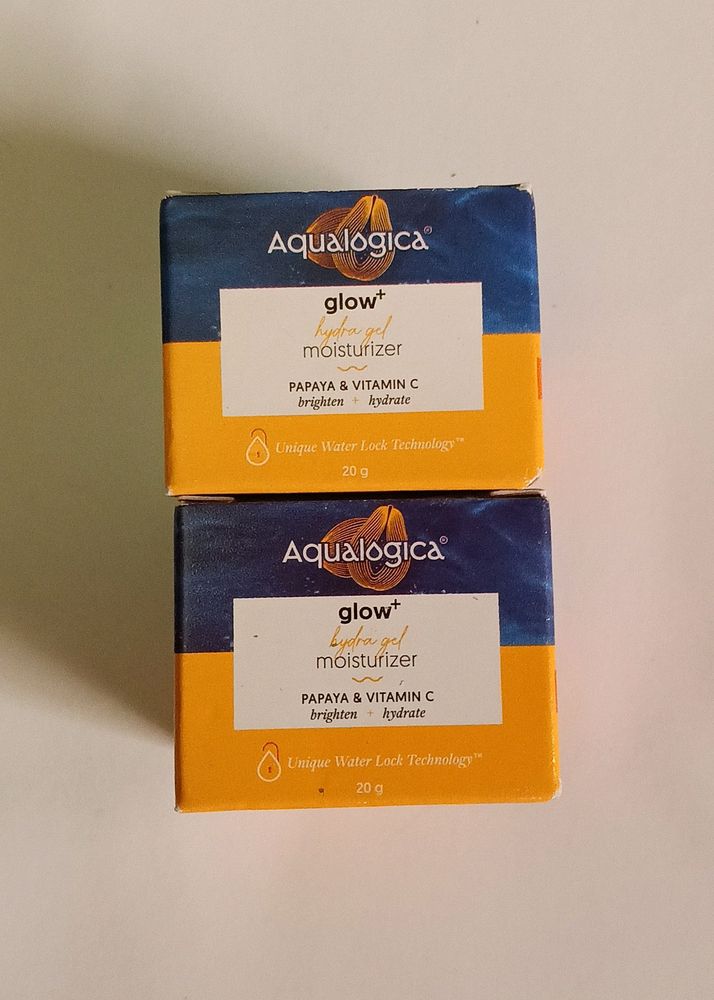 Aqualogica®
glow+
hydra gel
moisturizer
PAPAYA & VITAMIN C
brighten + hydrate
Unique Water Lock Technology™
20 g
Aqualogica®
glow+
hydra gel
moisturizer
PAPAYA & VITAMIN C
brighten + hydrate
Unique Water Lock Technology™
20 g